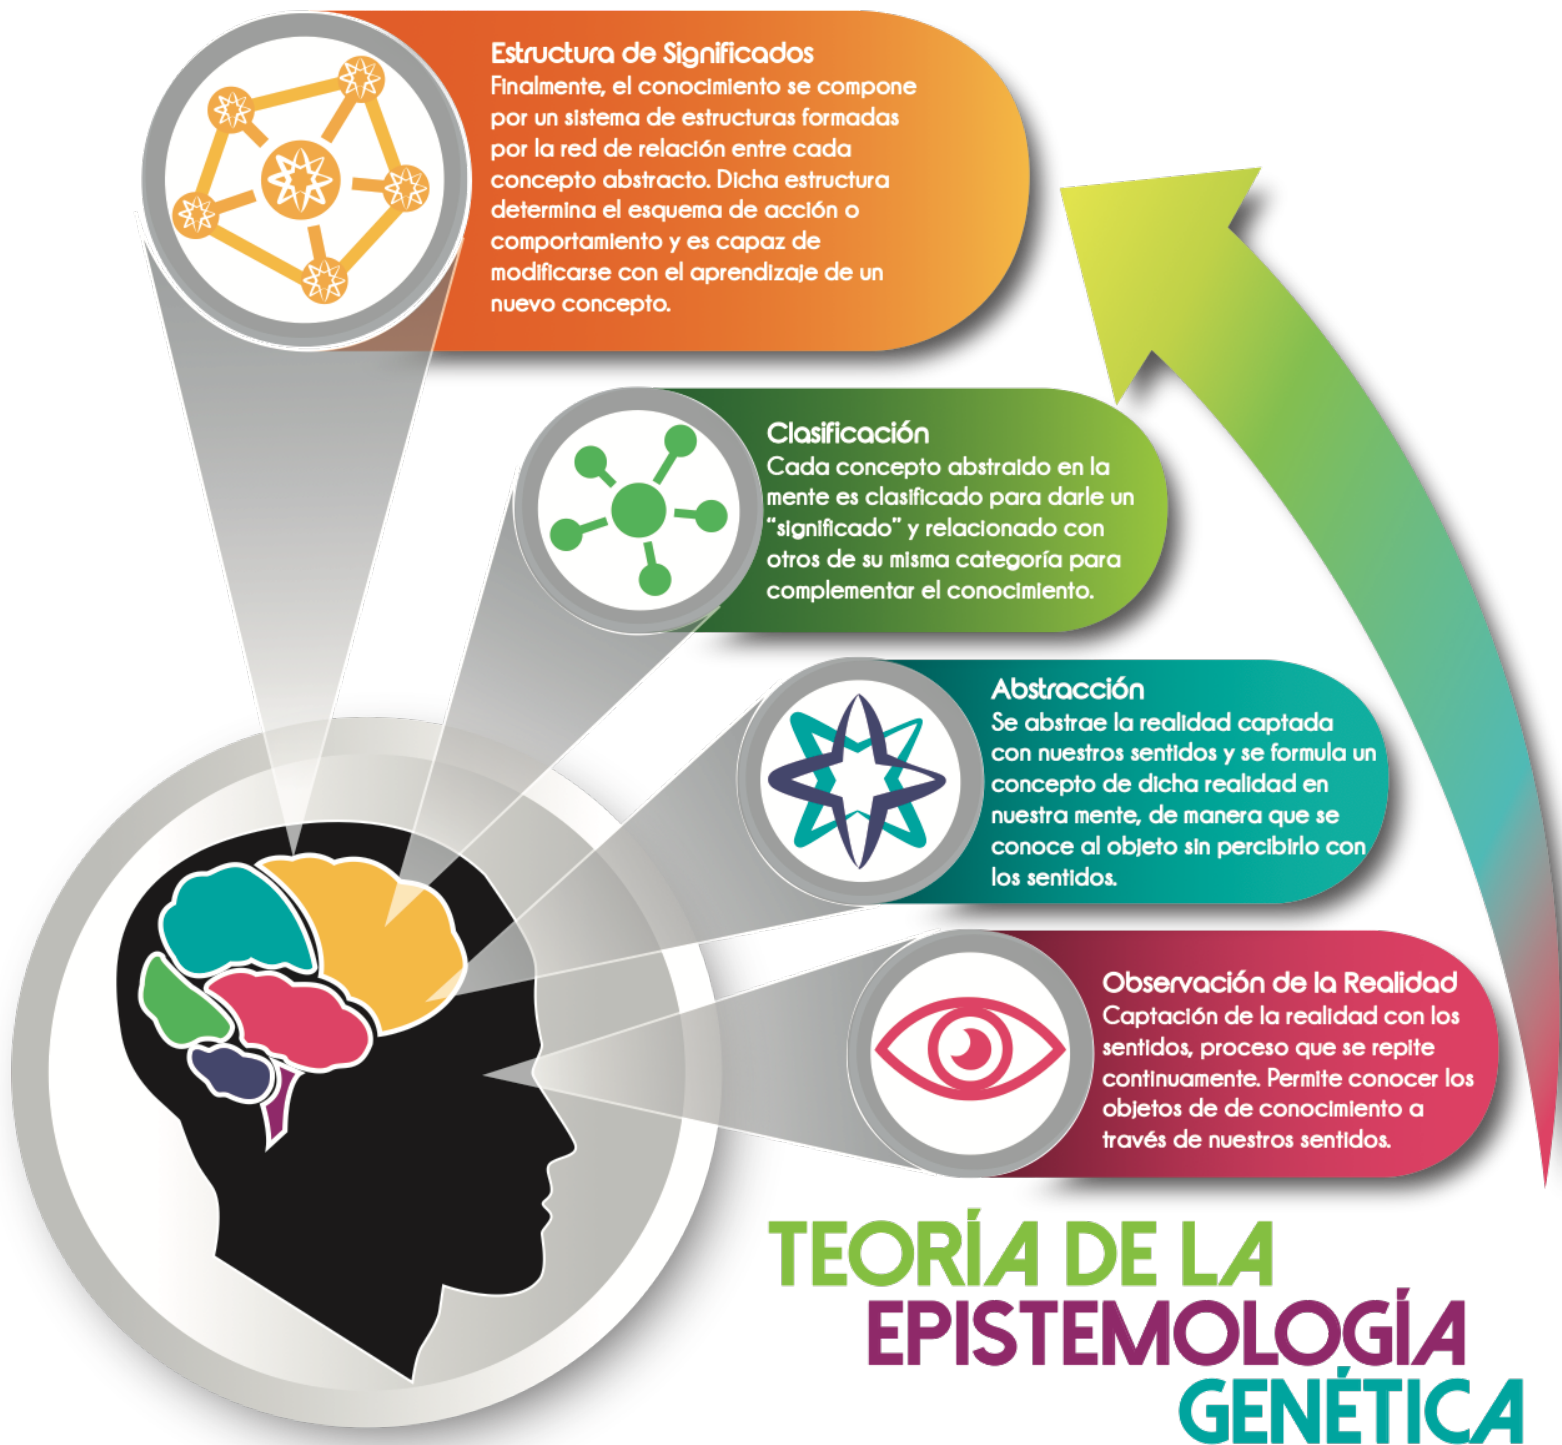 Estructura de Significados
Finalmente, el conocimiento se compone
por un sistema de estructuras formadas
por la red de relación entre cada
concepto abstracto. Dicha estructura
determina el esquema de acción o
comportamiento y es capaz de
modificarse con el aprendizaje de un
nuevo concepto.
Clasificación
Cada concepto abstraido en la
mente es clasificado para darle un
“significado” y relacionado con
otros de su misma categoría para
complementar el conocimiento.
Abstracción
Se abstrae la realidad captada
con nuestros sentidos y se formula un
concepto de dicha realidad en
nuestra mente, de manera que se
conoce al objeto sin percibirlo con
los sentidos.
Observación de la Realidad
Captación de la realidad con los
sentidos, proceso que se repite
continuamente. Permite conocer los
objetos de de conocimiento a
través de nuestros sentidos.
TEORÍA DE LA
EPISTEMOLOGÍA
GENÉTICA